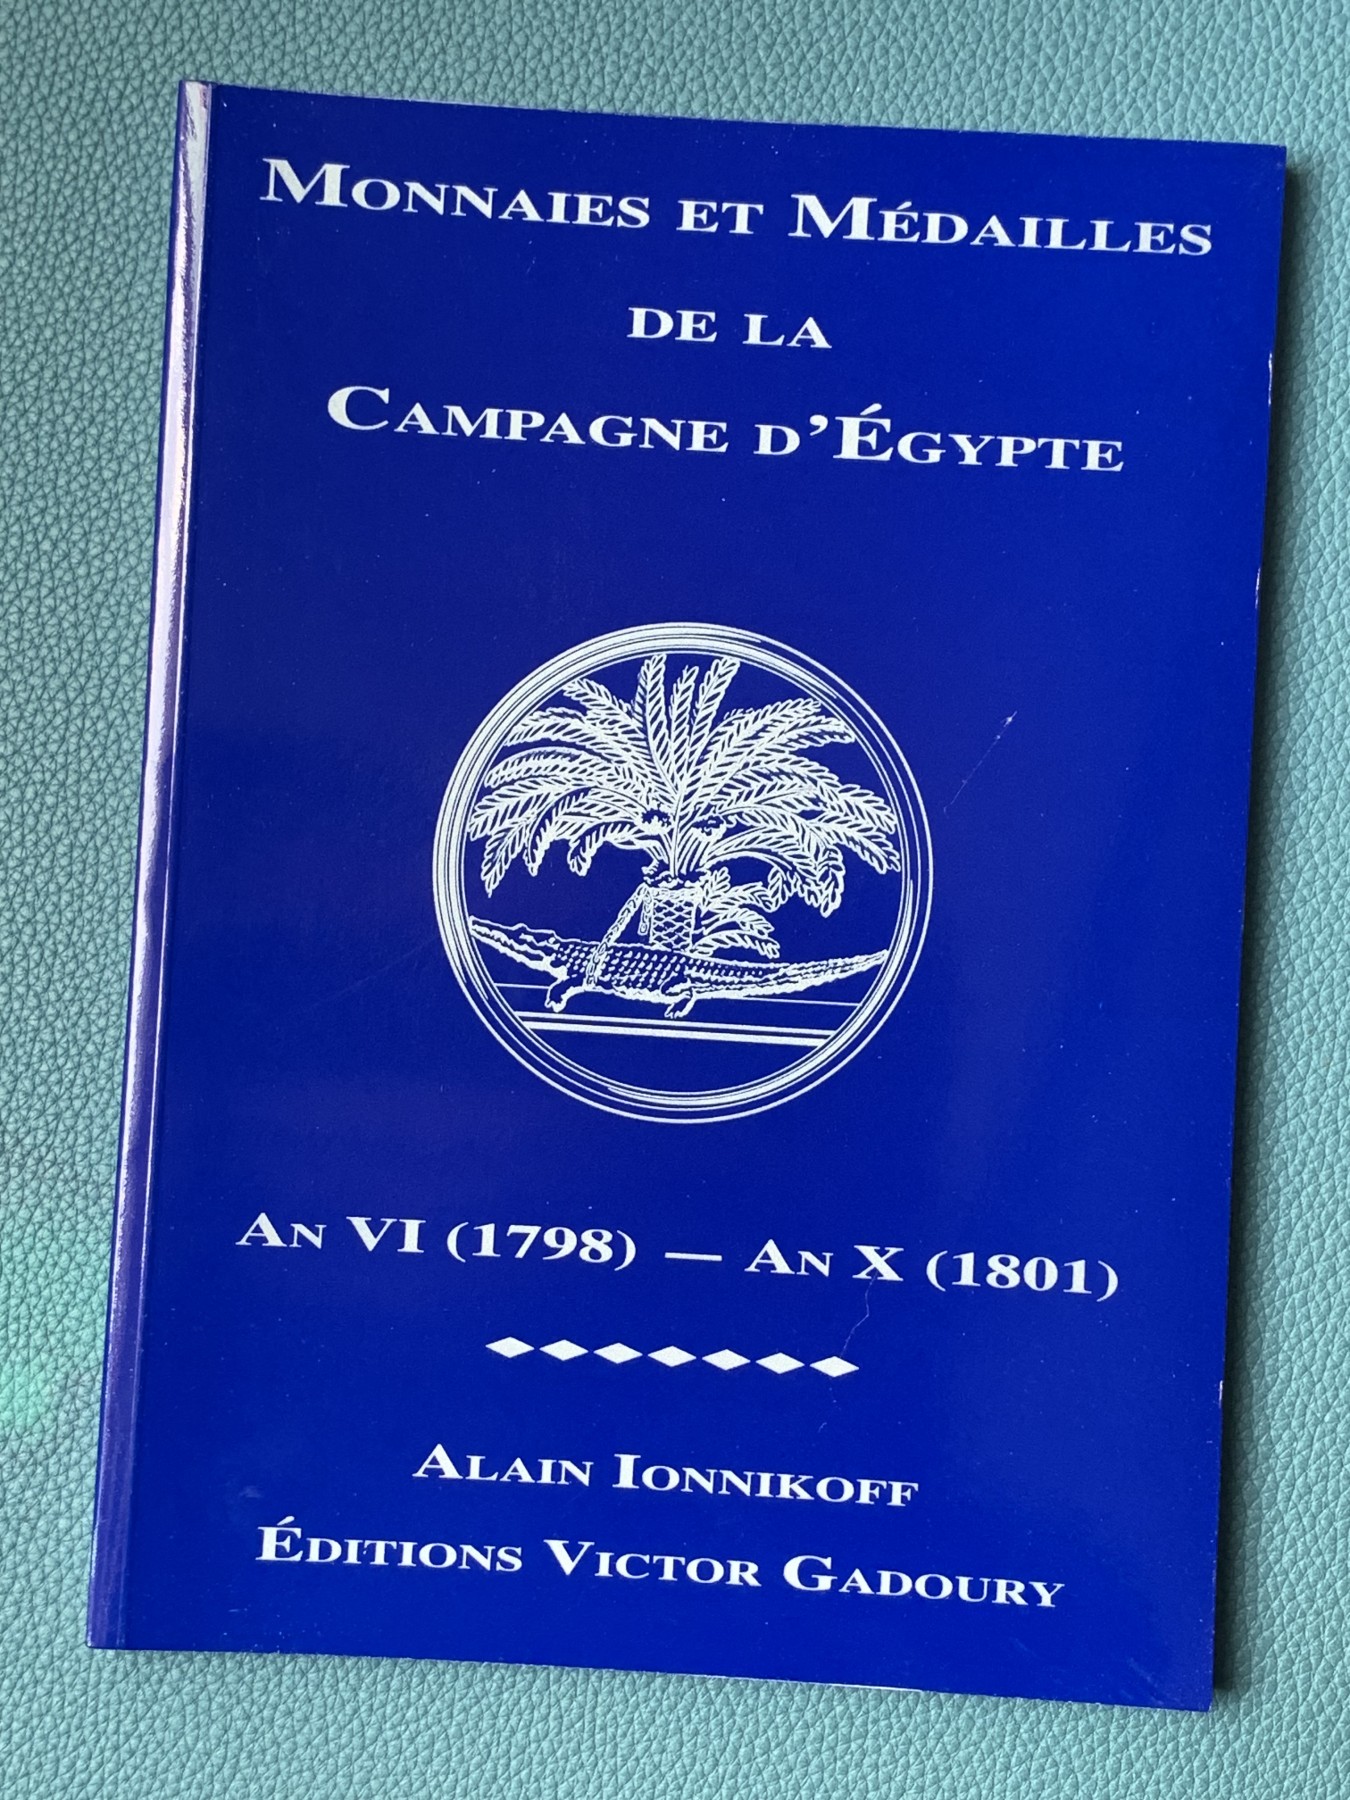 Monnaies et Médailles
de la
Campagne d'Égypte
An VI (1798) — An X (1801)
Alain Ionnikoff
Éditions Victor Gadoury